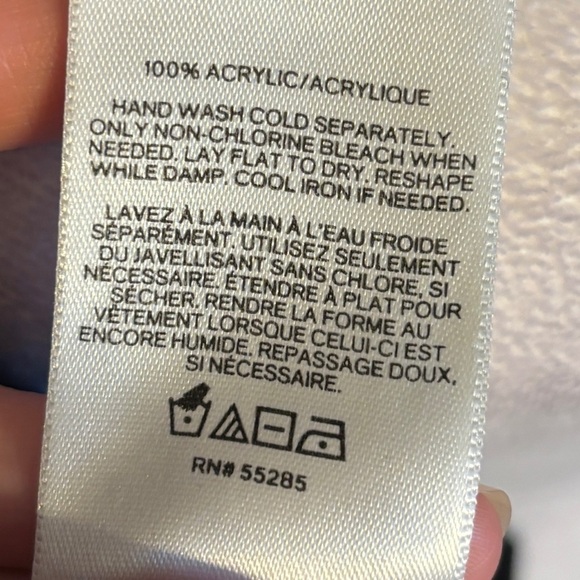 100% ACRYLIC/ACRYLIQUE
HAND WASH COLD SEPARATELY.
ONLY NON-CHLORINE BLEACH WHEN
NEEDED. LAY FLAT TO DRY. RESHAPE
WHILE DAMP. COOL IRON IF NEEDED.
LAVEZ À LA MAIN À L'EAU FROIDE
SÉPARÉMENT. UTILISEZ SEULEMENT
DU JAVELLISANT SANS CHLORE, SI
NÉCESSAIRE. ÉTENDRE À PLAT POUR
SÉCHER. RENDRE LA FORME AU
VÊTEMENT LORSQUE CELUI-CI EST
ENCORE HUMIDE. REPASSAGE DOUX,
SI NÉCESSAIRE.
RN# 55285